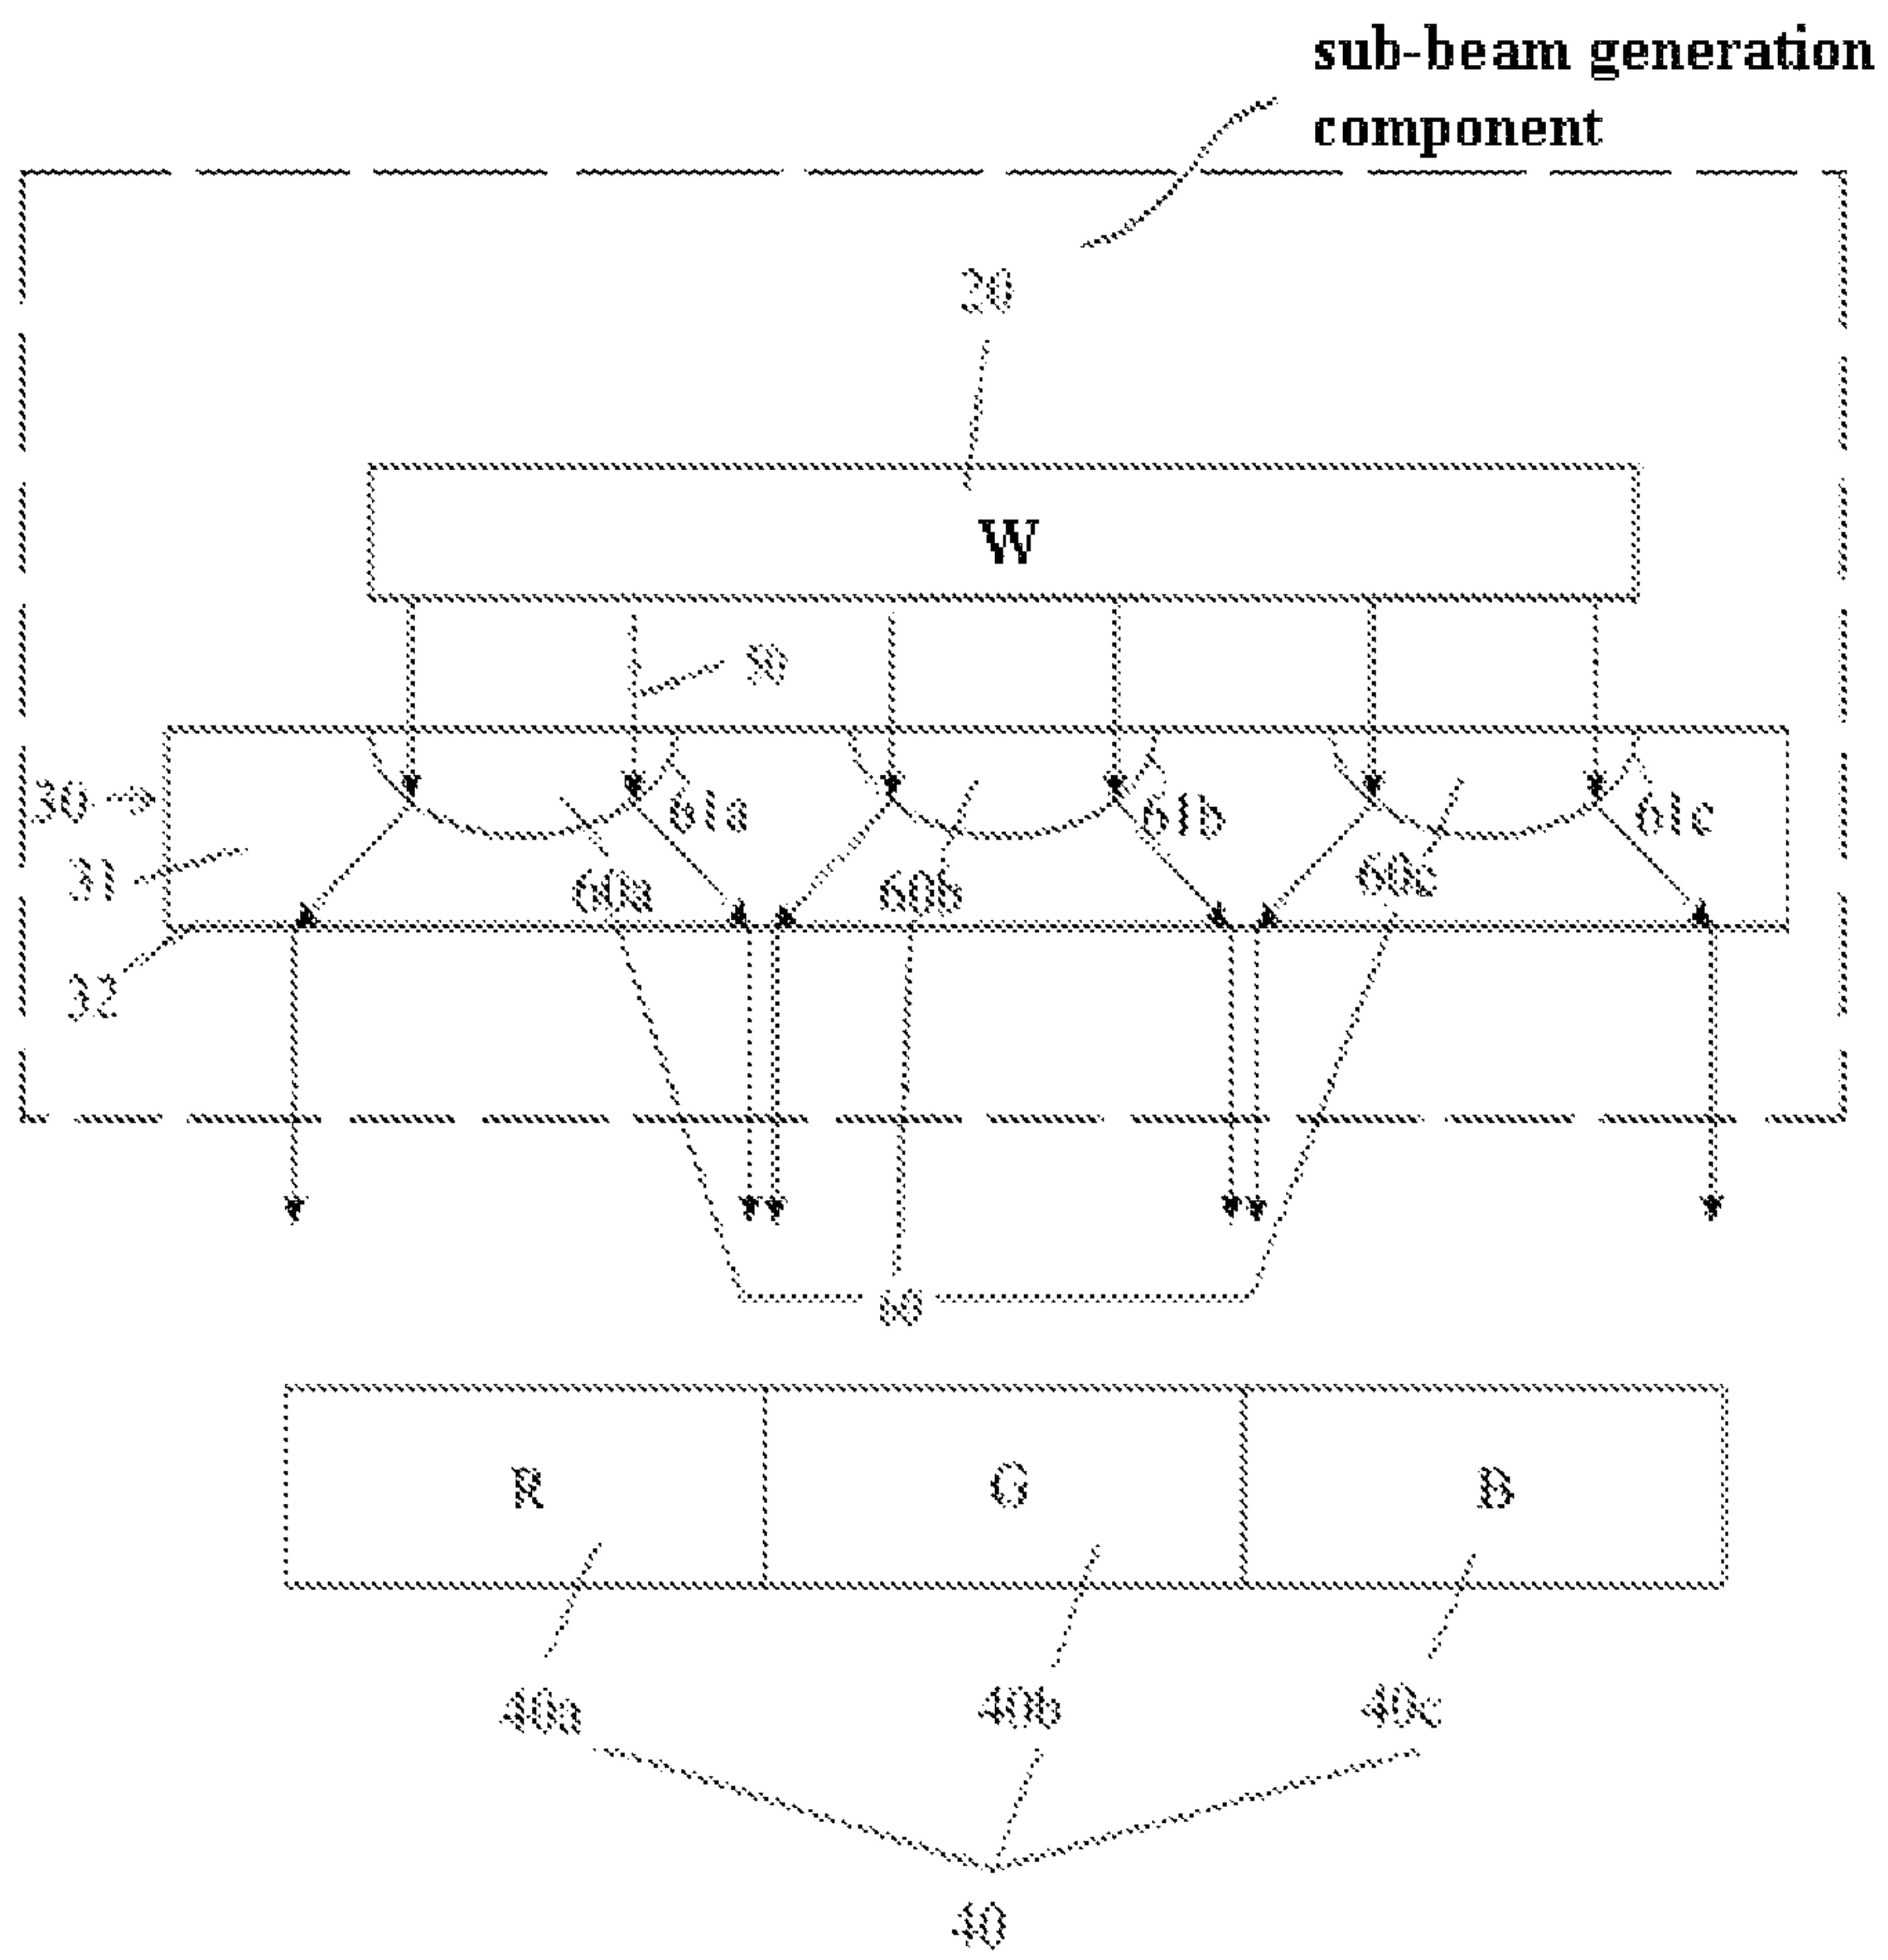 sub-beam generation
component
20
W
50
30
61a
61b
61c
31
60a
60b
60c
32
60
R
G
B
40a
40b
40c
40